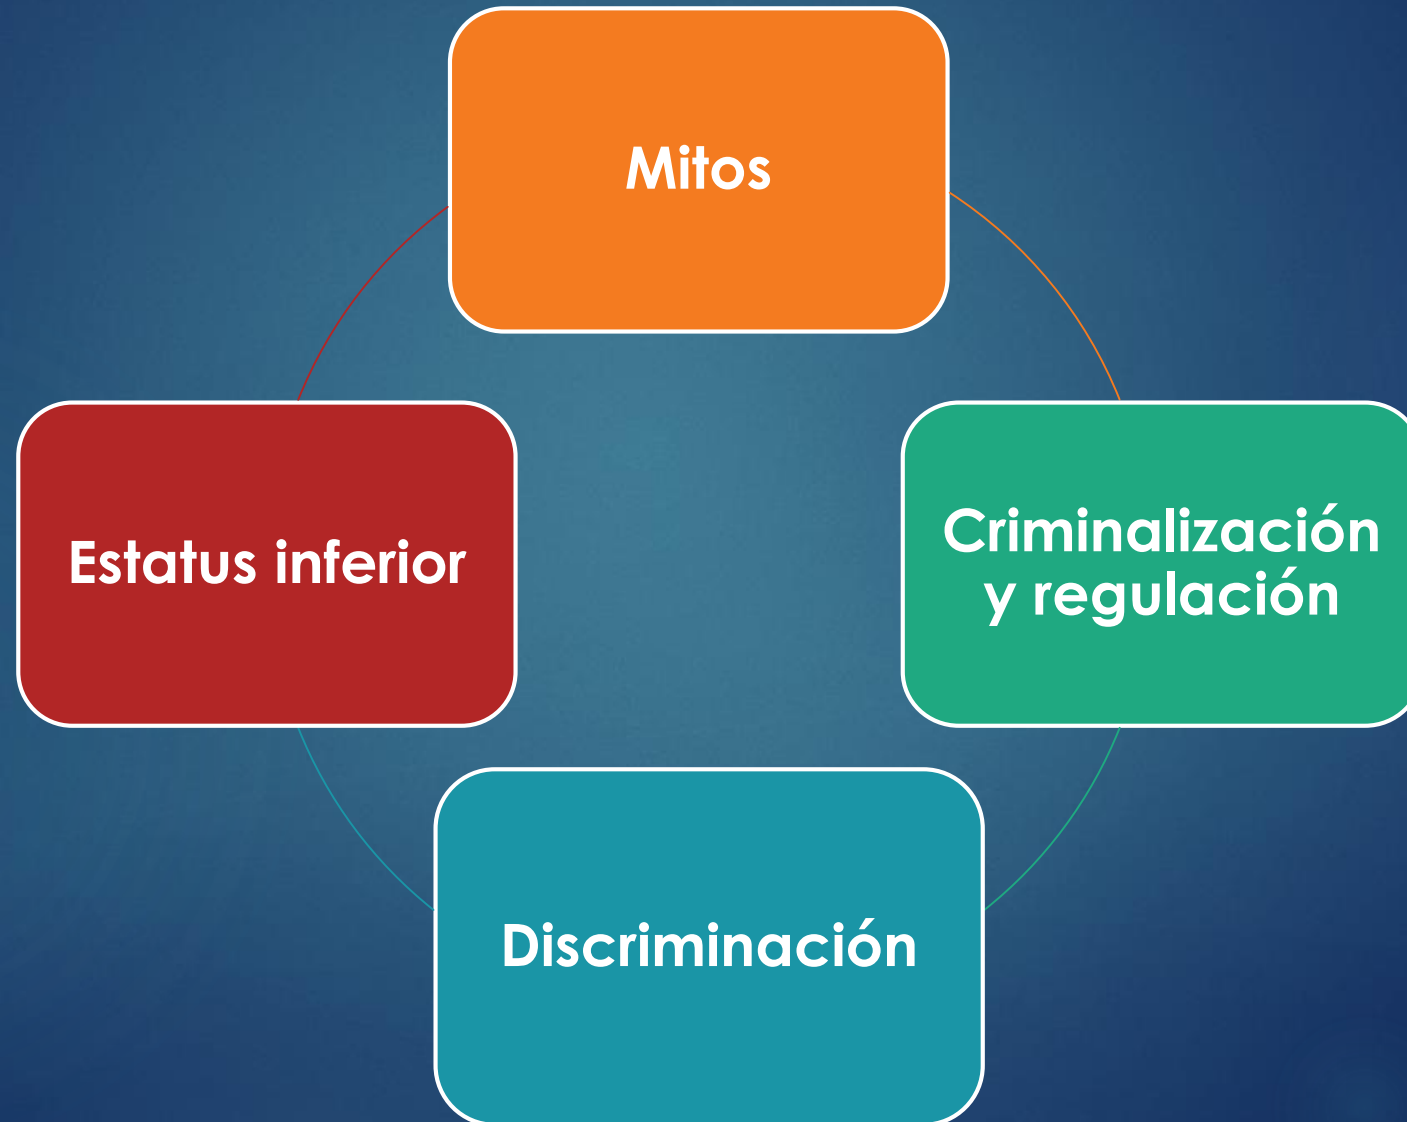 Mitos
Estatus inferior
Criminalización
y regulación
Discriminación